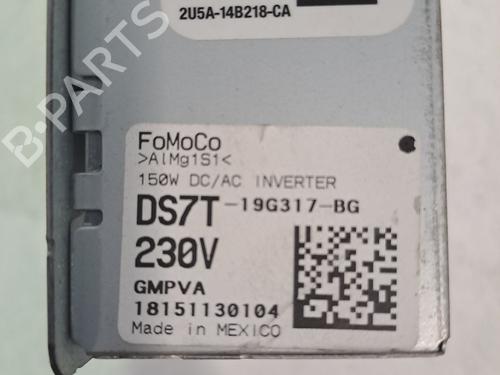 2U5A-14B218-CA
B-PARTS
FoMoCo
>AlMg1S1<
150W DC/AC INVERTER
DS7T-19G317-BG
230V
GMPVA
18151130104
Made in MEXICO